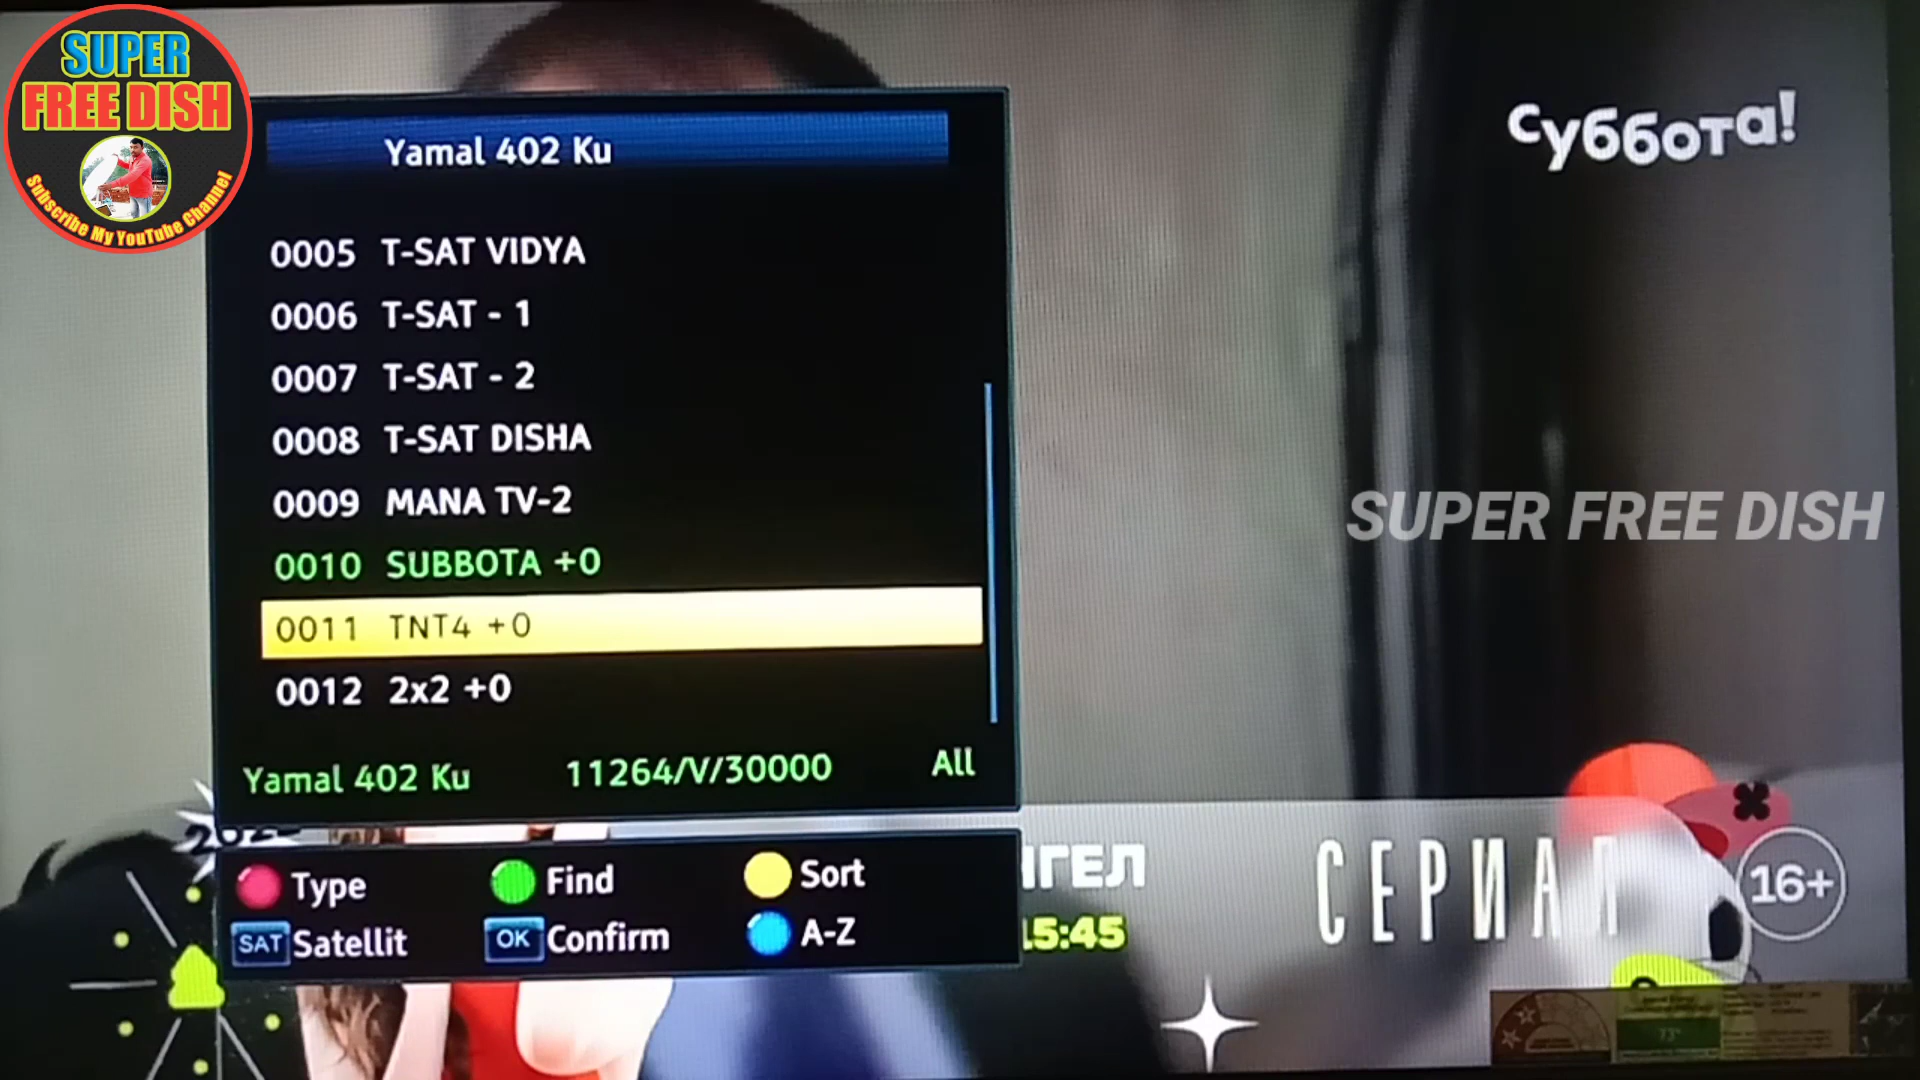 SUPER
FREE DISH
Subscribe My YouTube Channel
Yamal 402 Ku
0005 T-SAT VIDYA
0006 T-SAT - 1
0007 T-SAT - 2
0008 T-SAT DISHA
0009 MANA TV-2
0010 SUBBOTA +0
0011 TNT4 +0
0012 2x2 +0
Yamal 402 Ku 11264/V/30000 All
Type Find Sort
SAT Satellit OK Confirm A-Z
Суббота!
SUPER FREE DISH
НГЕЛ
15:45
СЕРИАЛ
16+
73°